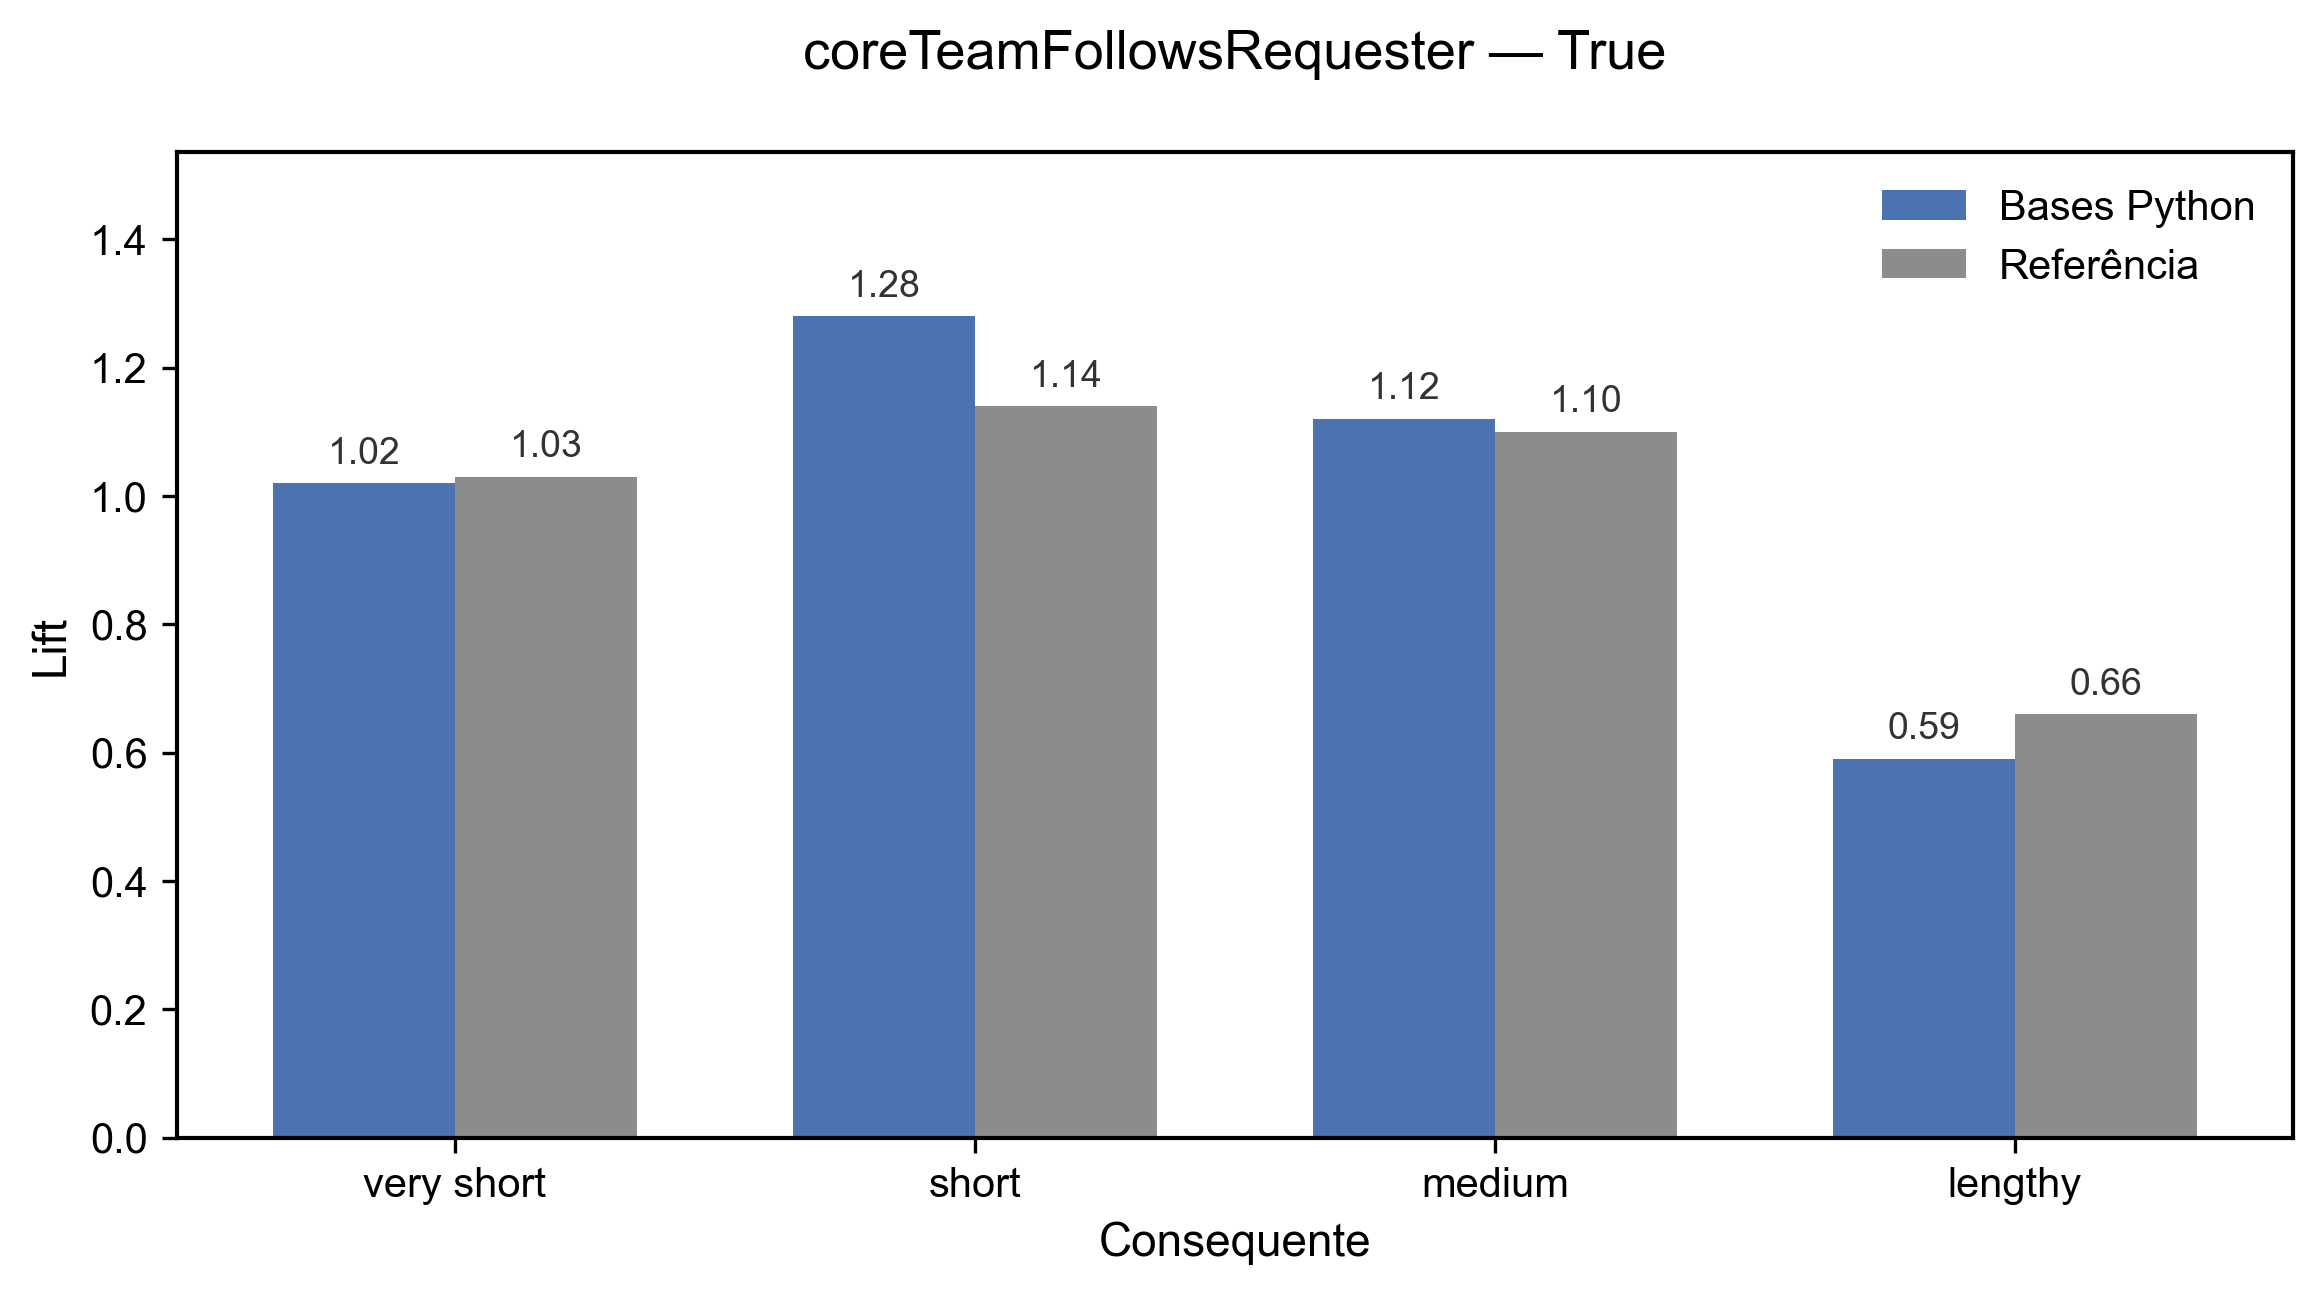 coreTeamFollowsRequester — True
Bases Python
Referência
Lift
1.4
1.2
1.0
0.8
0.6
0.4
0.2
0.0
1.02
1.03
1.28
1.14
1.12
1.10
0.59
0.66
very short
short
medium
lengthy
Consequente